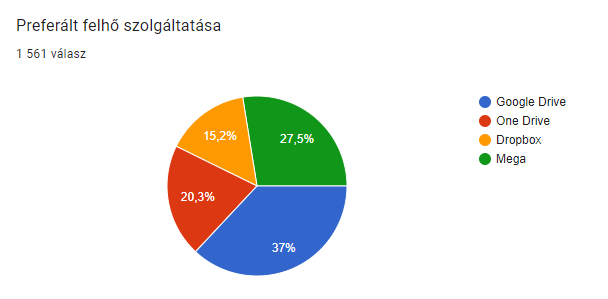 Preferált felhő szolgáltatása
1 561 válasz
Google Drive
One Drive
Dropbox
Mega
15,2%
27,5%
20,3%
37%